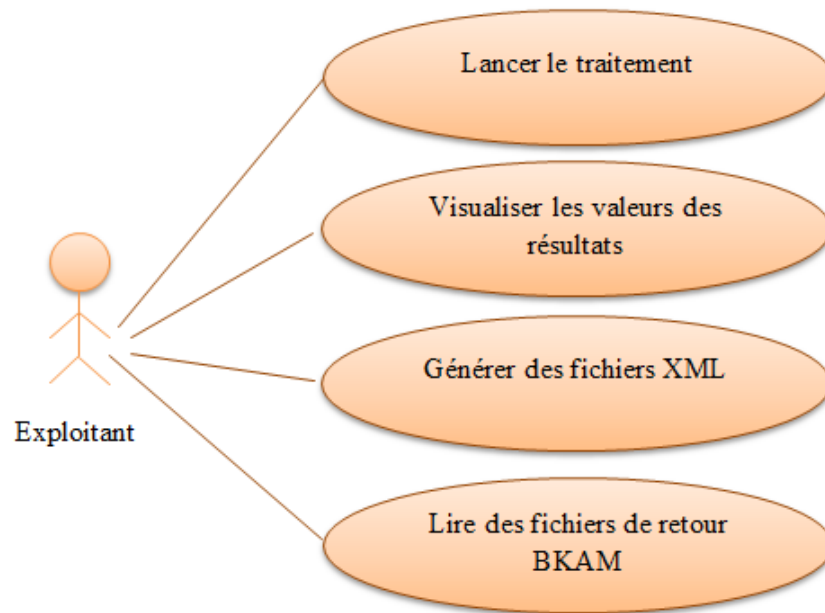 Lancer le traitement
Visualiser les valeurs des
résultats
Générer des fichiers XML
Exploitant
Lire des fichiers de retour
BKAM